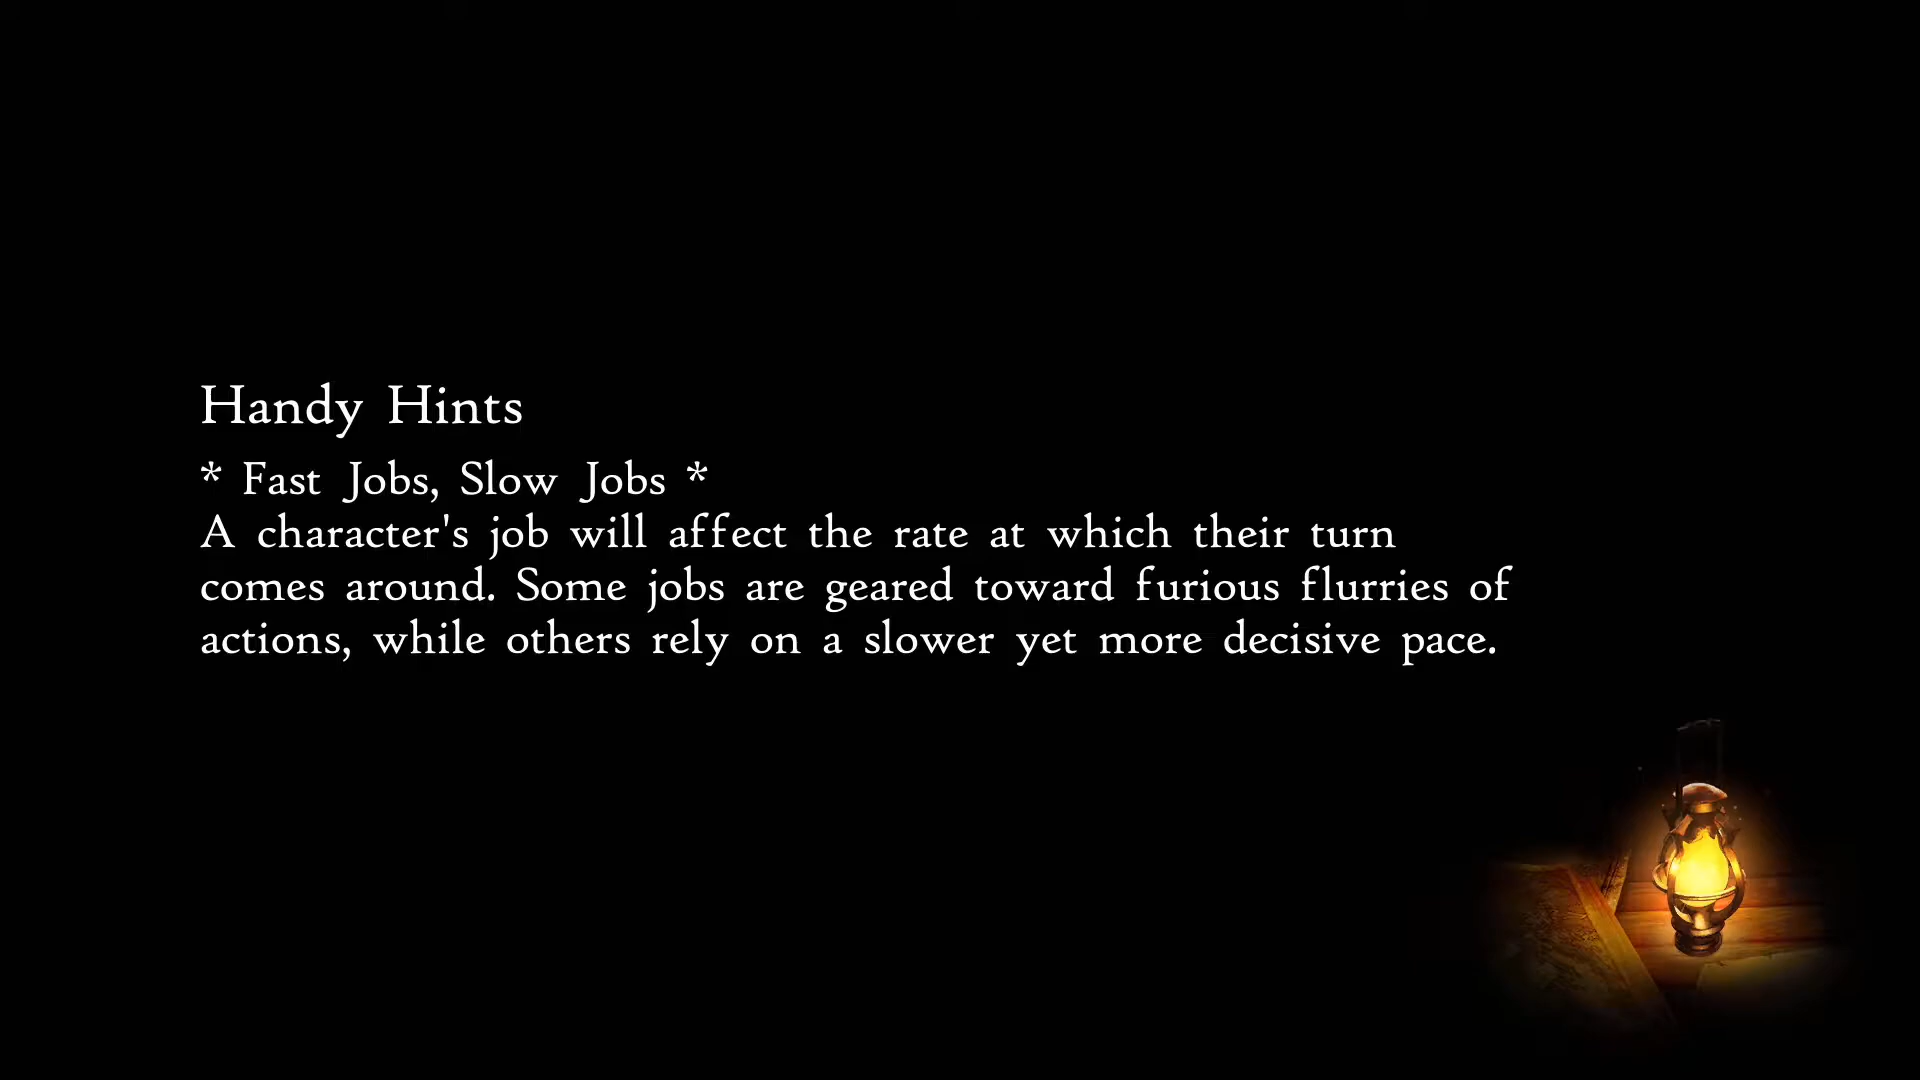 Handy Hints
* Fast Jobs, Slow Jobs *
A character's job will affect the rate at which their turn
comes around. Some jobs are geared toward furious flurries of
actions, while others rely on a slower yet more decisive pace.